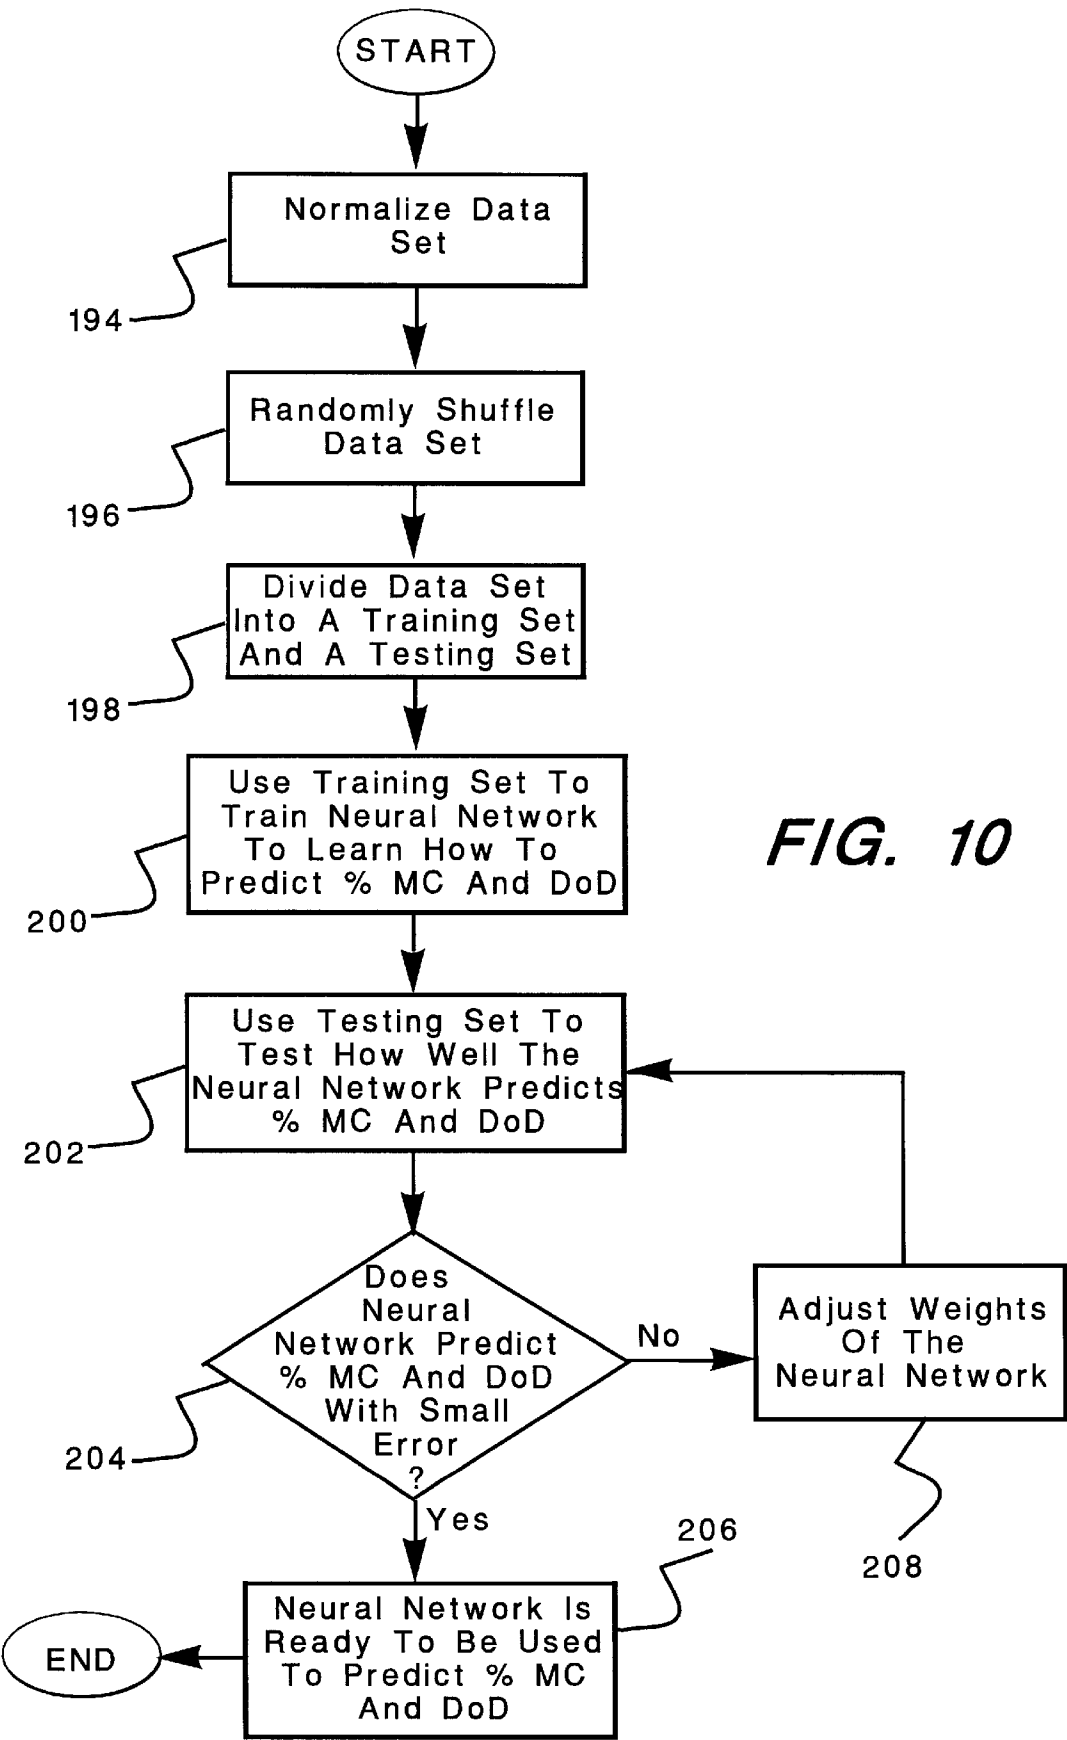 START
Normalize Data
Set
194
Randomly Shuffle
Data Set
196
Divide Data Set
Into A Training Set
And A Testing Set
198
Use Training Set To
Train Neural Network
To Learn How To
Predict % MC And DoD
200
FIG. 10
Use Testing Set To
Test How Well The
Neural Network Predicts
% MC And DoD
202
Does
Neural
Network Predict
% MC And DoD
With Small
Error
?
204
No
Adjust Weights
Of The
Neural Network
208
Yes
206
Neural Network Is
Ready To Be Used
To Predict % MC
And DoD
END